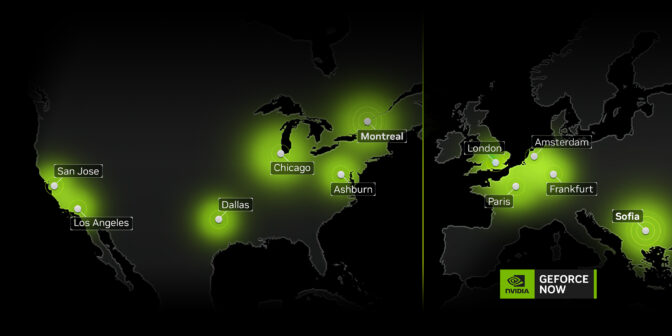 San Jose
Los Angeles
Dallas
Chicago
Montreal
Ashburn
London
Amsterdam
Paris
Frankfurt
Sofia
NVIDIA
GEFORCE
NOW